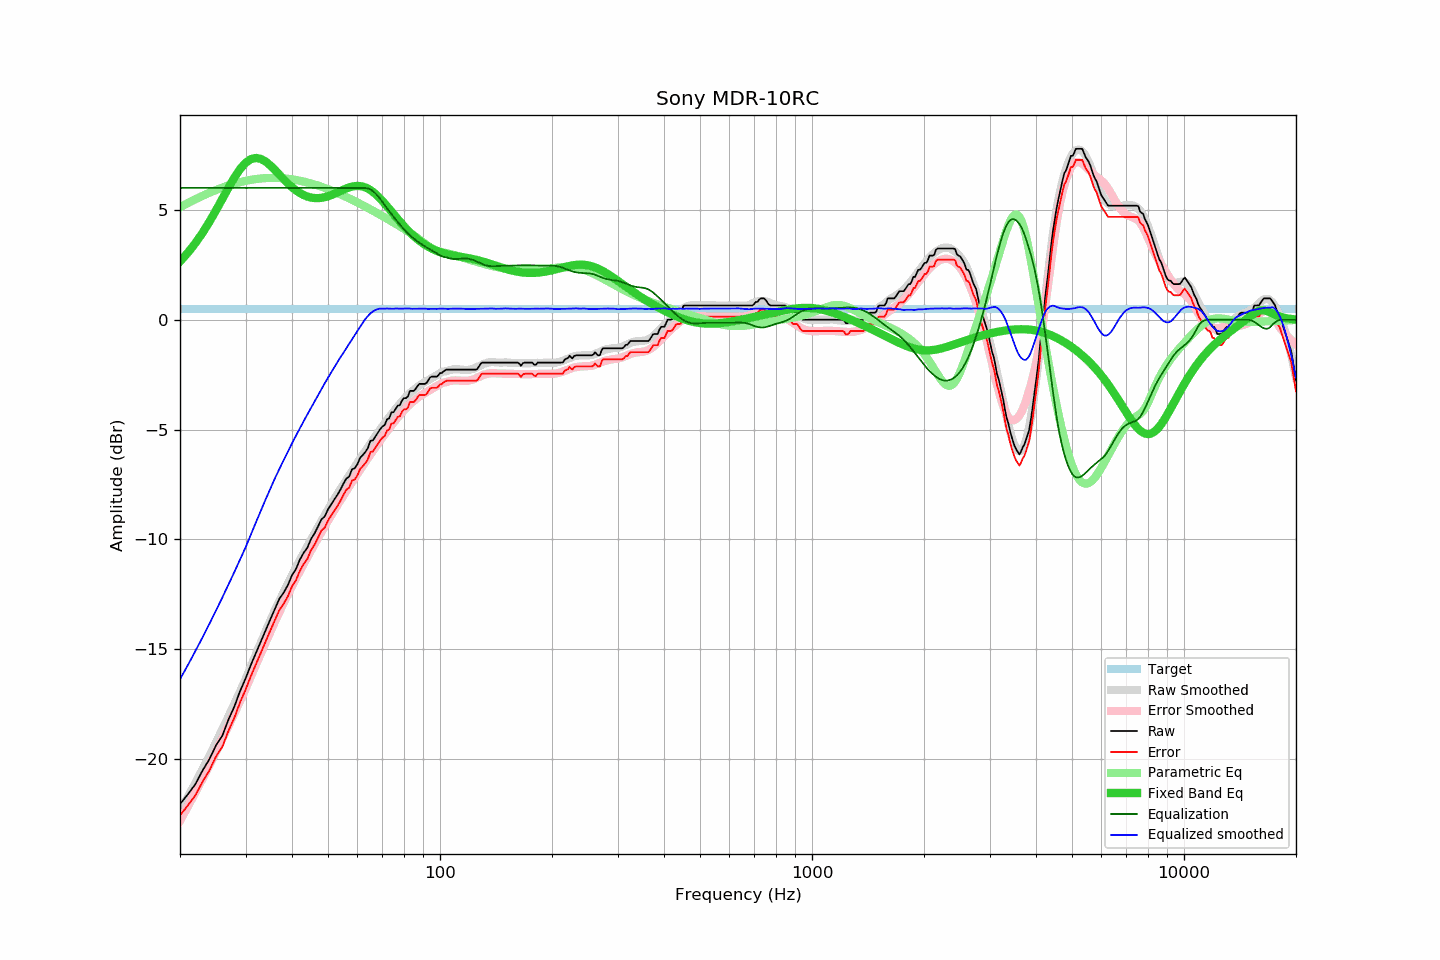 Sony MDR-10RC
Amplitude (dBr)
5
0
−5
−10
−15
−20
100
1000
10000
Frequency (Hz)
Target
Raw Smoothed
Error Smoothed
Raw
Error
Parametric Eq
Fixed Band Eq
Equalization
Equalized smoothed